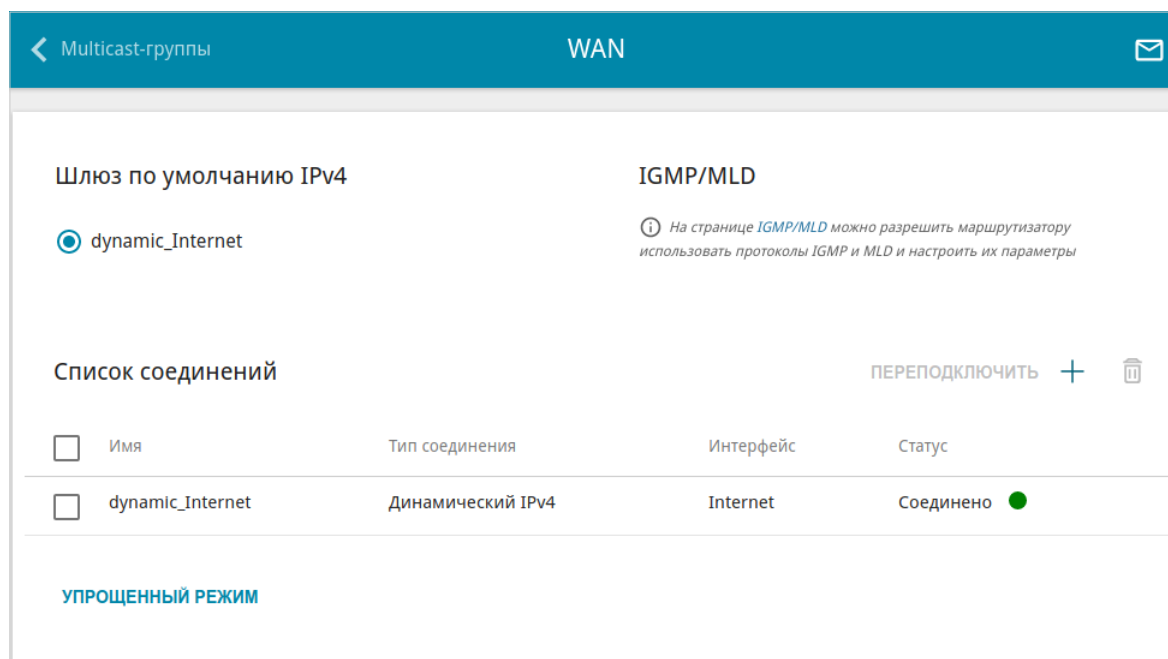 Multicast-группы
WAN
Шлюз по умолчанию IPv4
dynamic_Internet
IGMP/MLD
На странице IGMP/MLD можно разрешить маршрутизатору
использовать протоколы IGMP и MLD и настроить их параметры
Список соединений
ПЕРЕПОДКЛЮЧИТЬ
Имя Тип соединения Интерфейс Статус
dynamic_Internet Динамический IPv4 Internet Соединено
УПРОЩЕННЫЙ РЕЖИМ